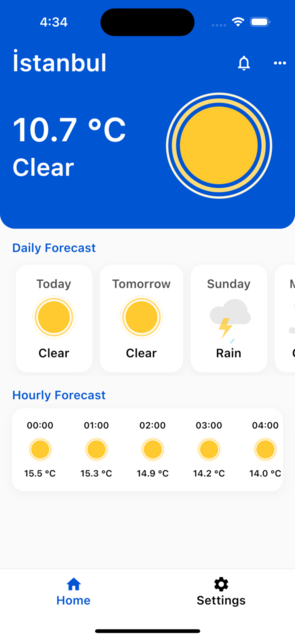 4:34
İstanbul
10.7 °C
Clear
Daily Forecast
Today Tomorrow Sunday
Clear Clear Rain
Hourly Forecast
00:00 01:00 02:00 03:00 04:00
15.5 °C 15.3 °C 14.9 °C 14.2 °C 14.0 °C
Home Settings